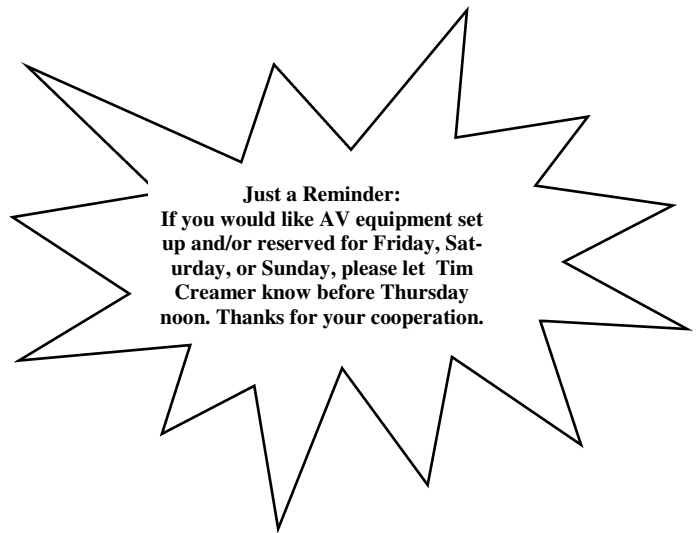 Just a Reminder:
If you would like AV equipment set
up and/or reserved for Friday, Sat-
urday, or Sunday, please let  Tim
Creamer know before Thursday
noon. Thanks for your cooperation.